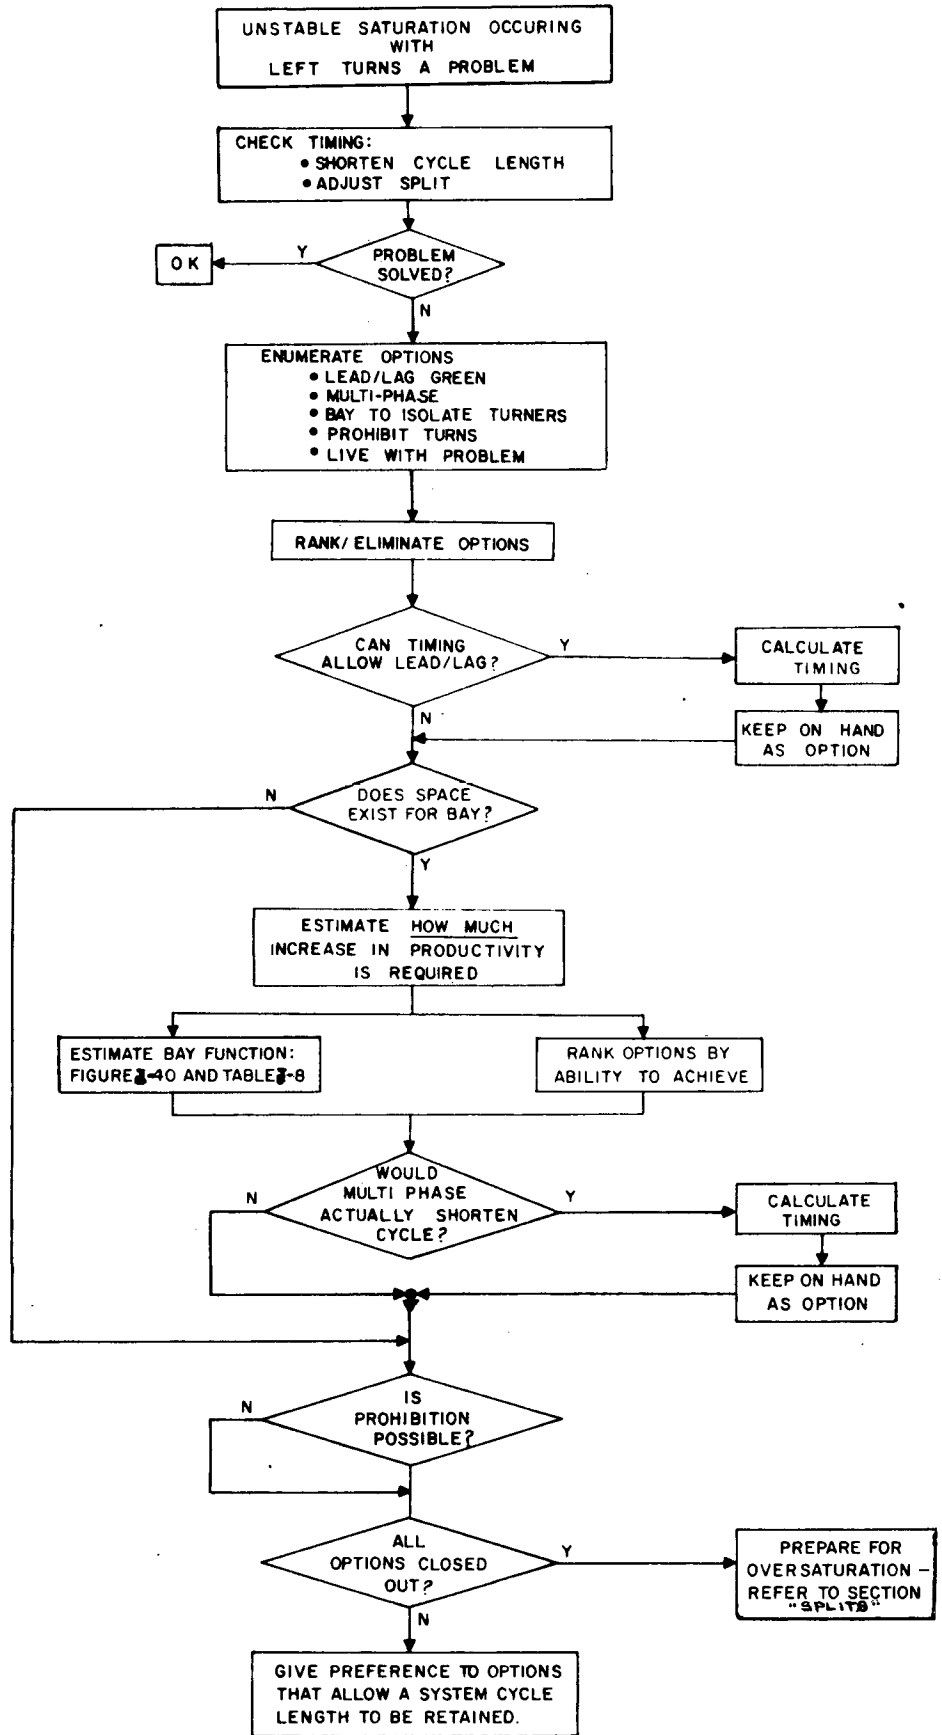 UNSTABLE SATURATION OCCURING
WITH
LEFT TURNS A PROBLEM
CHECK TIMING:
• SHORTEN CYCLE LENGTH
• ADJUST SPLIT
PROBLEM
SOLVED?
Y
OK
N
ENUMERATE OPTIONS
• LEAD/LAG GREEN
• MULTI-PHASE
• BAY TO ISOLATE TURNERS
• PROHIBIT TURNS
• LIVE WITH PROBLEM
RANK/ELIMINATE OPTIONS
CAN TIMING
ALLOW LEAD/LAG?
Y
CALCULATE
TIMING
N
KEEP ON HAND
AS OPTION
DOES SPACE
EXIST FOR BAY?
N
Y
ESTIMATE HOW MUCH
INCREASE IN PRODUCTIVITY
IS REQUIRED
ESTIMATE BAY FUNCTION:
FIGURE -40 AND TABLE -8
RANK OPTIONS BY
ABILITY TO ACHIEVE
WOULD
MULTI PHASE
ACTUALLY SHORTEN
CYCLE?
N
Y
CALCULATE
TIMING
KEEP ON HAND
AS OPTION
IS
PROHIBITION
POSSIBLE?
N
ALL
OPTIONS CLOSED
OUT?
Y
PREPARE FOR
OVERSATURATION –
REFER TO SECTION
"SPLITS"
N
GIVE PREFERENCE TO OPTIONS
THAT ALLOW A SYSTEM CYCLE
LENGTH TO BE RETAINED.